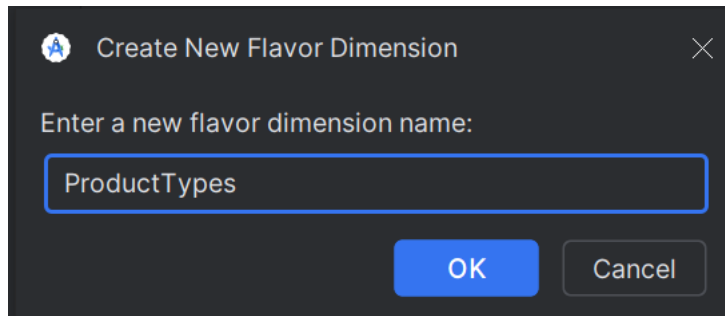 Create New Flavor Dimension
Enter a new flavor dimension name:
ProductTypes
OK Cancel